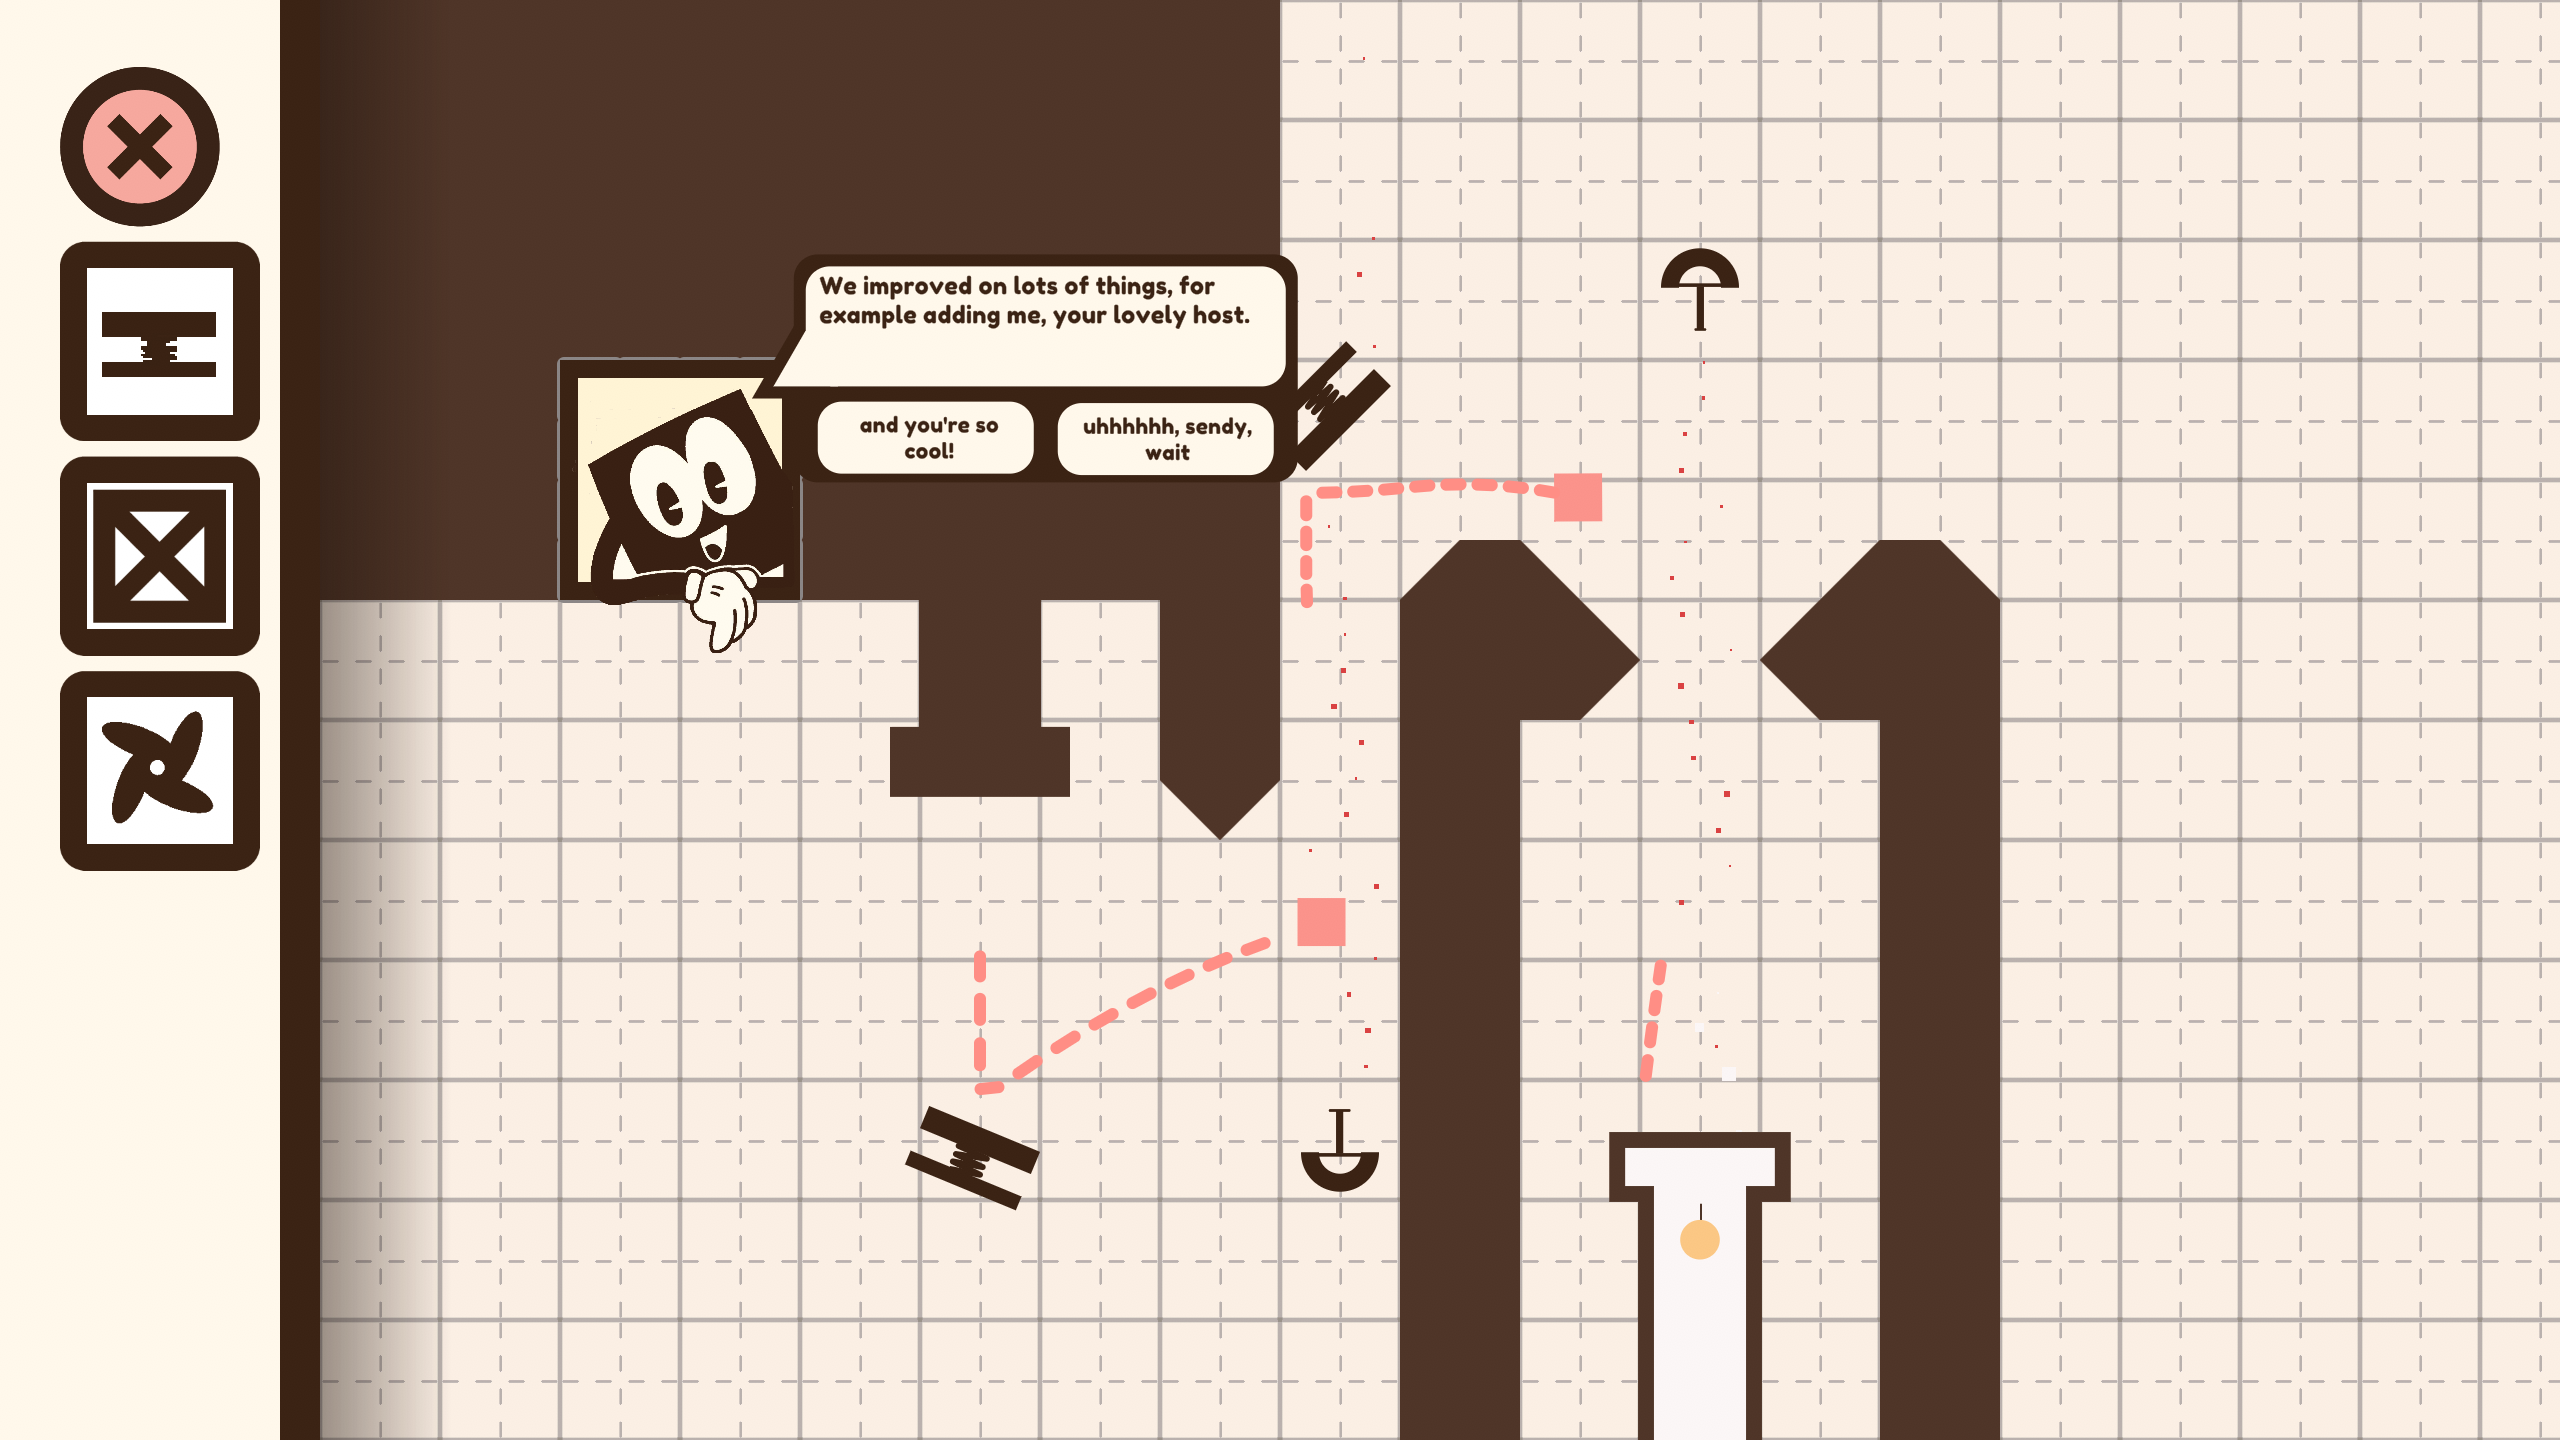 We improved on lots of things, for
example adding me, your lovely host.
and you're so
cool!
uhhhhhh, sendy,
wait